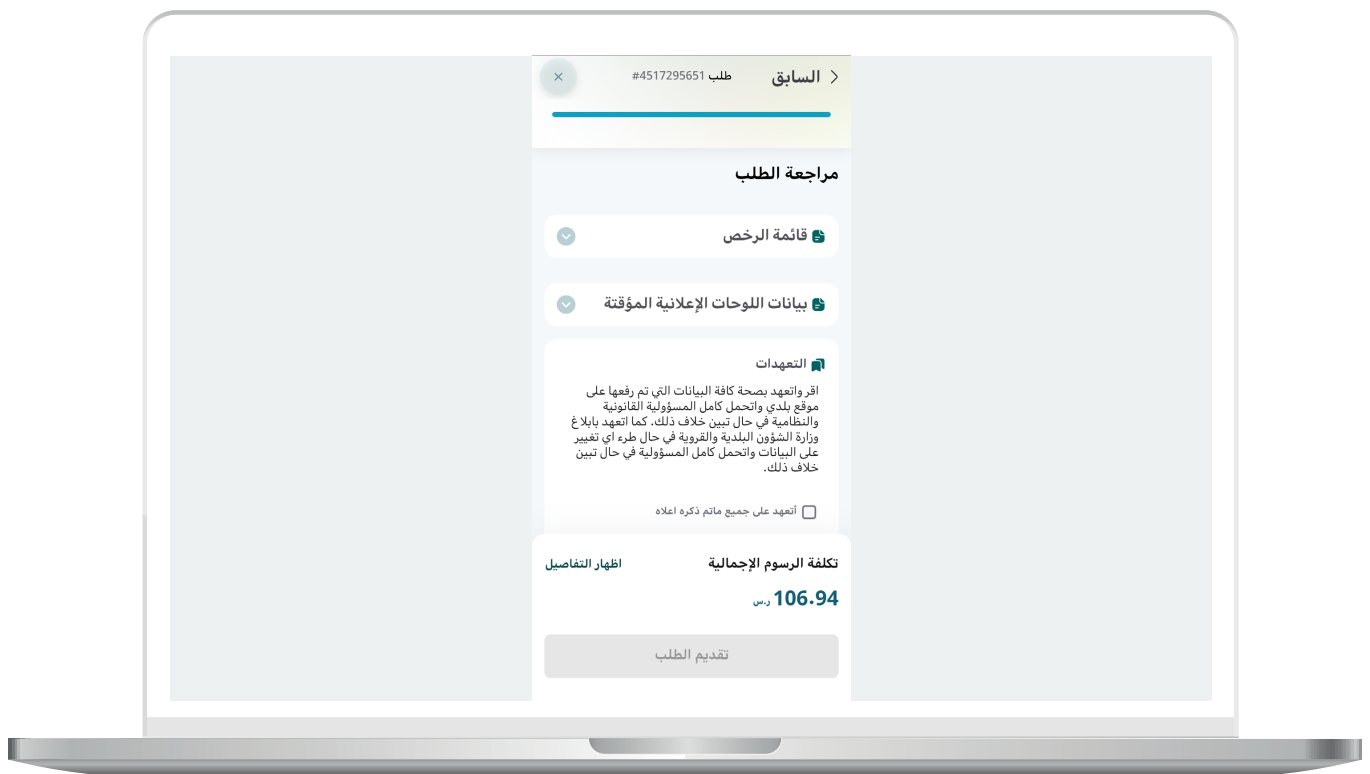 السابق
طلب 4517295651#
مراجعة الطلب
قائمة الرخص
بيانات اللوحات الإعلانية المؤقتة
التعهدات
اقر واتعهد بصحة كافة البيانات التي تم رفعها على
موقع بلدي واتحمل كامل المسؤولية القانونية
والنظامية في حال تبين خلاف ذلك. كما اتعهد بابلاغ
وزارة الشؤون البلدية والقروية في حال طرء اي تغيير
على البيانات واتحمل كامل المسؤولية في حال تبين
خلاف ذلك.
أتعهد على جميع ماتم ذكره اعلاه
تكلفة الرسوم الإجمالية
اظهار التفاصيل
106.94 ر.س
تقديم الطلب